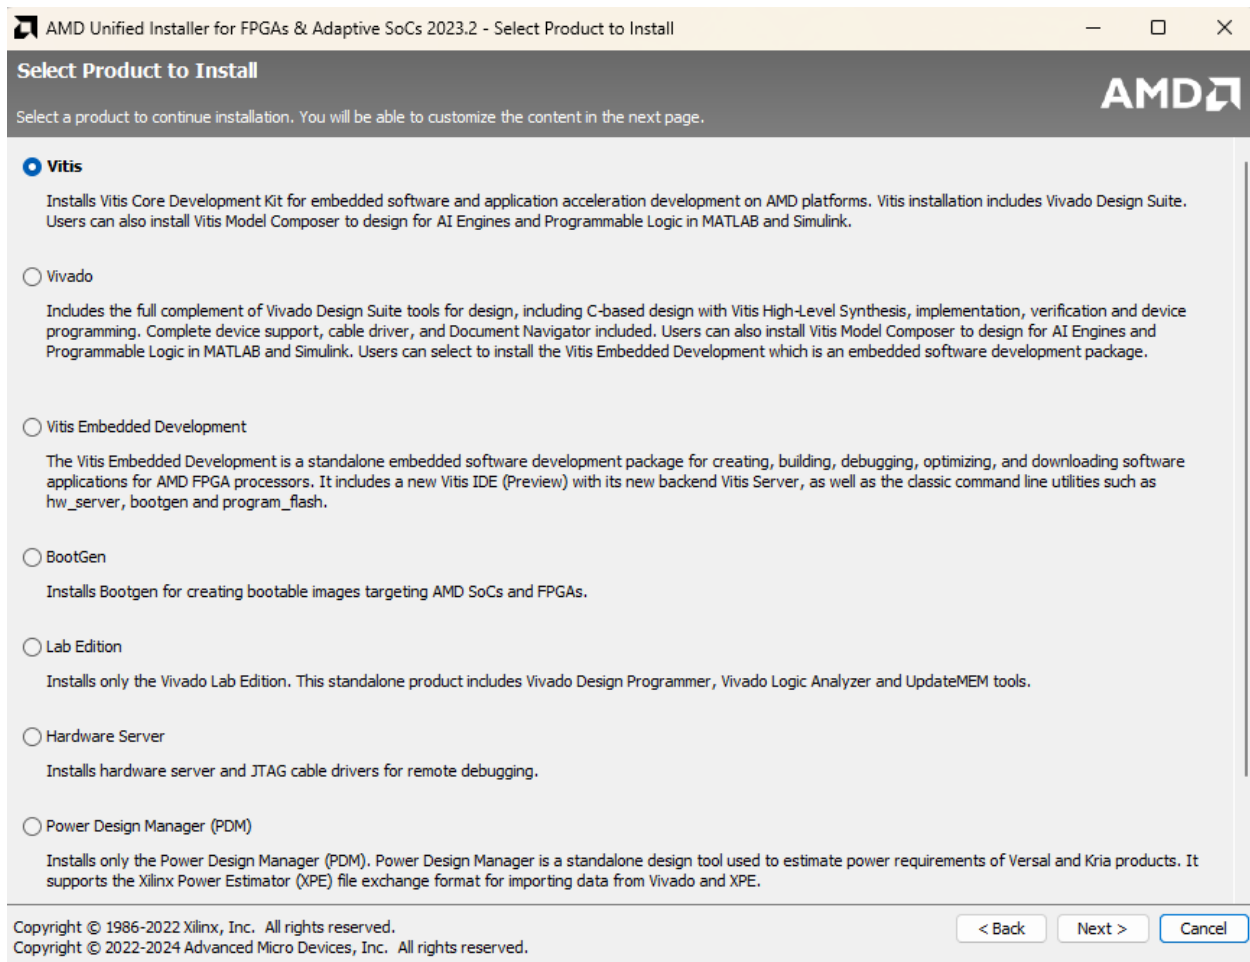 AMD Unified Installer for FPGAs & Adaptive SoCs 2023.2 - Select Product to Install
Select Product to Install
AMD
Select a product to continue installation. You will be able to customize the content in the next page.
Vitis
Installs Vitis Core Development Kit for embedded software and application acceleration development on AMD platforms. Vitis installation includes Vivado Design Suite.
Users can also install Vitis Model Composer to design for AI Engines and Programmable Logic in MATLAB and Simulink.
Vivado
Includes the full complement of Vivado Design Suite tools for design, including C-based design with Vitis High-Level Synthesis, implementation, verification and device
programming. Complete device support, cable driver, and Document Navigator included. Users can also install Vitis Model Composer to design for AI Engines and
Programmable Logic in MATLAB and Simulink. Users can select to install the Vitis Embedded Development which is an embedded software development package.
Vitis Embedded Development
The Vitis Embedded Development is a standalone embedded software development package for creating, building, debugging, optimizing, and downloading software
applications for AMD FPGA processors. It includes a new Vitis IDE (Preview) with its new backend Vitis Server, as well as the classic command line utilities such as
hw_server, bootgen and program_flash.
BootGen
Installs Bootgen for creating bootable images targeting AMD SoCs and FPGAs.
Lab Edition
Installs only the Vivado Lab Edition. This standalone product includes Vivado Design Programmer, Vivado Logic Analyzer and UpdateMEM tools.
Hardware Server
Installs hardware server and JTAG cable drivers for remote debugging.
Power Design Manager (PDM)
Installs only the Power Design Manager (PDM). Power Design Manager is a standalone design tool used to estimate power requirements of Versal and Kria products. It
supports the Xilinx Power Estimator (XPE) file exchange format for importing data from Vivado and XPE.
Copyright © 1986-2022 Xilinx, Inc. All rights reserved.
Copyright © 2022-2024 Advanced Micro Devices, Inc. All rights reserved.
< Back
Next >
Cancel